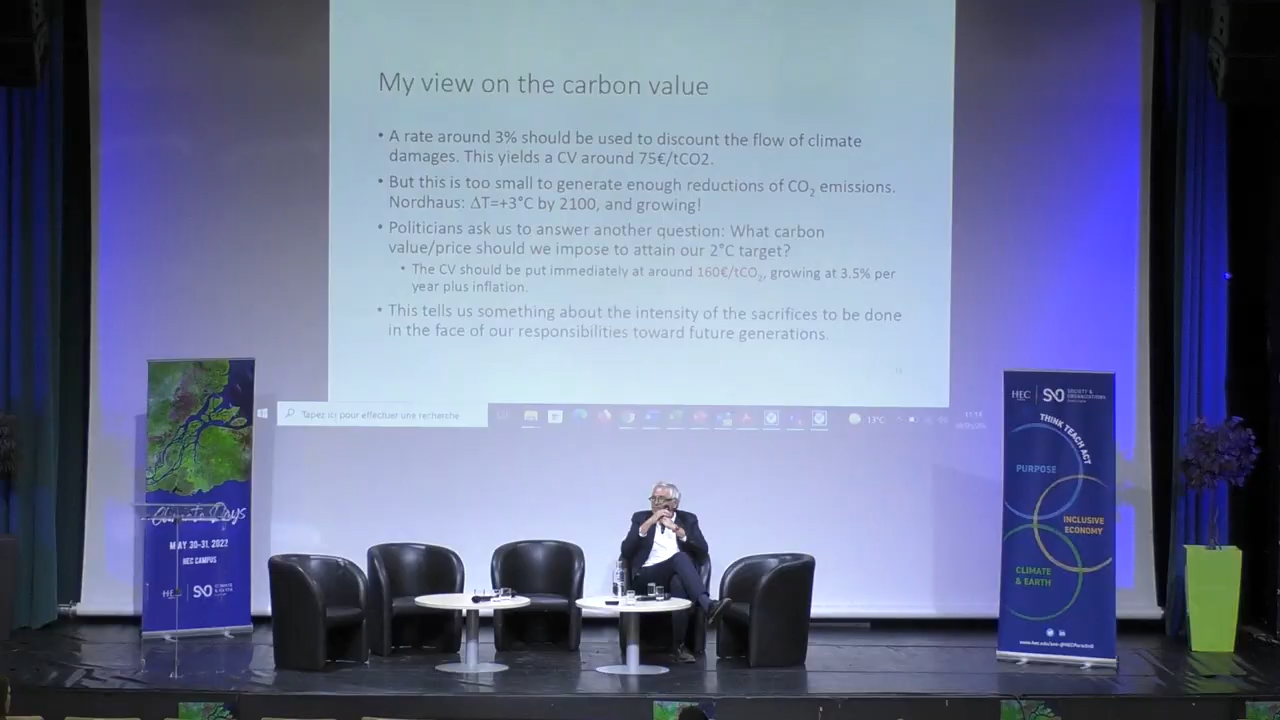 My view on the carbon value
• A rate around 3% should be used to discount the flow of climate
damages. This yields a CV around 75€/tCO2.
• But this is too small to generate enough reductions of CO₂ emissions.
Nordhaus: ΔT=+3°C by 2100, and growing!
• Politicians ask us to answer another question: What carbon
value/price should we impose to attain our 2°C target?
• The CV should be put immediately at around 160€/tCO₂, growing at 3.5% per
year plus inflation.
• This tells us something about the intensity of the sacrifices to be done
in the face of our responsibilities toward future generations.
Tapez ici pour effectuer une recherche
13°C
Climate Days
MAY 30-31, 2022
HEC CAMPUS
HEC
S&O
HEC
S&O
SOCIETY &
ORGANIZATIONS
THINK TEACH ACT
PURPOSE
INCLUSIVE
ECONOMY
CLIMATE
& EARTH